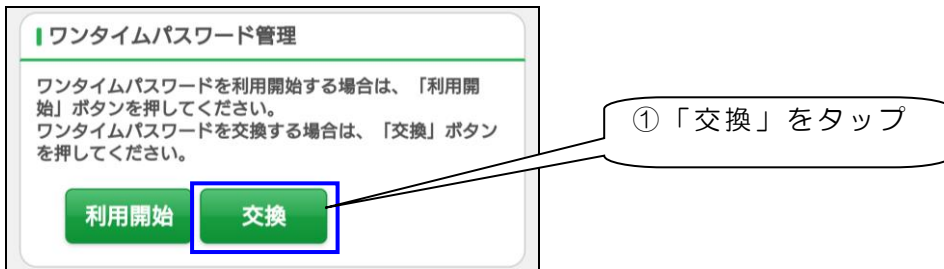 ワンタイムパスワード管理
ワンタイムパスワードを利用開始する場合は、「利用開
始」ボタンを押してください。
ワンタイムパスワードを交換する場合は、「交換」ボタン
を押してください。
①「交換」をタップ
利用開始 交換